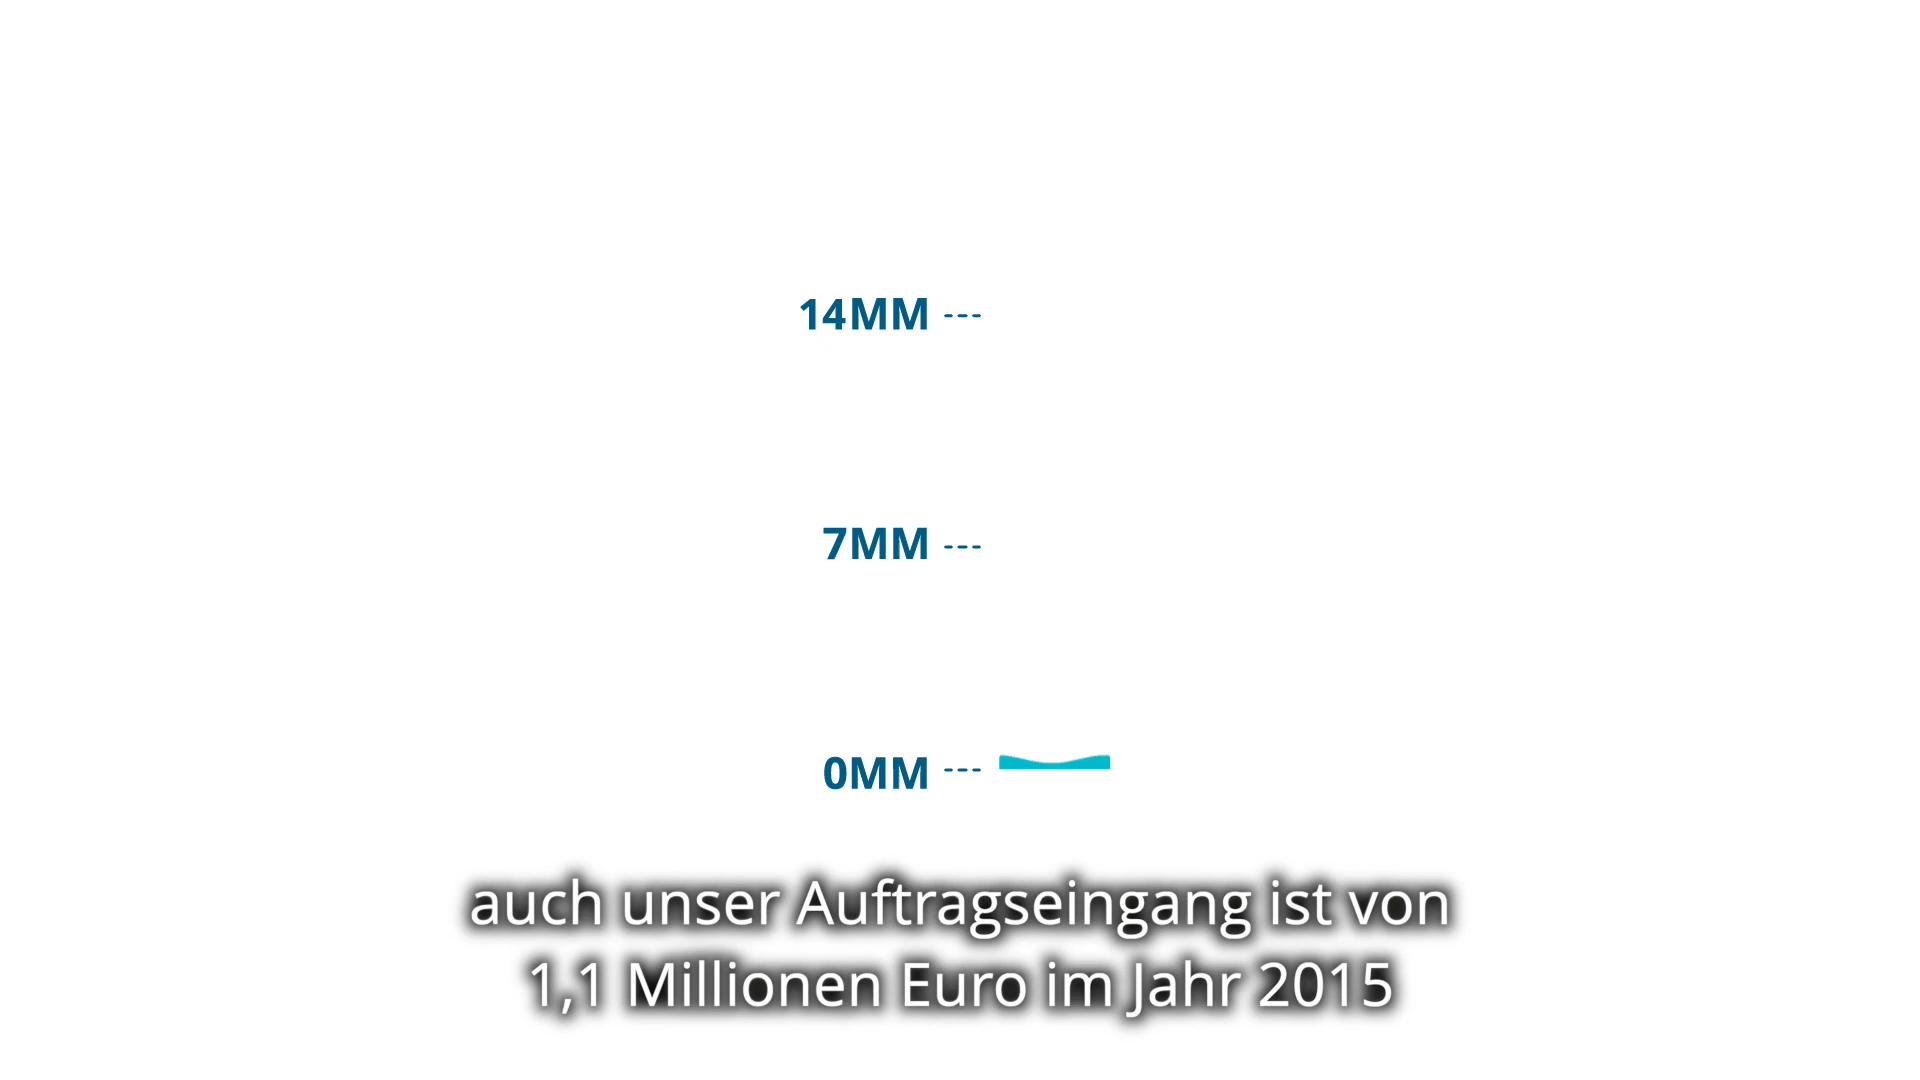 14MM ---
7MM ---
0MM ---
auch unser Auftragseingang ist von
1,1 Millionen Euro im Jahr 2015